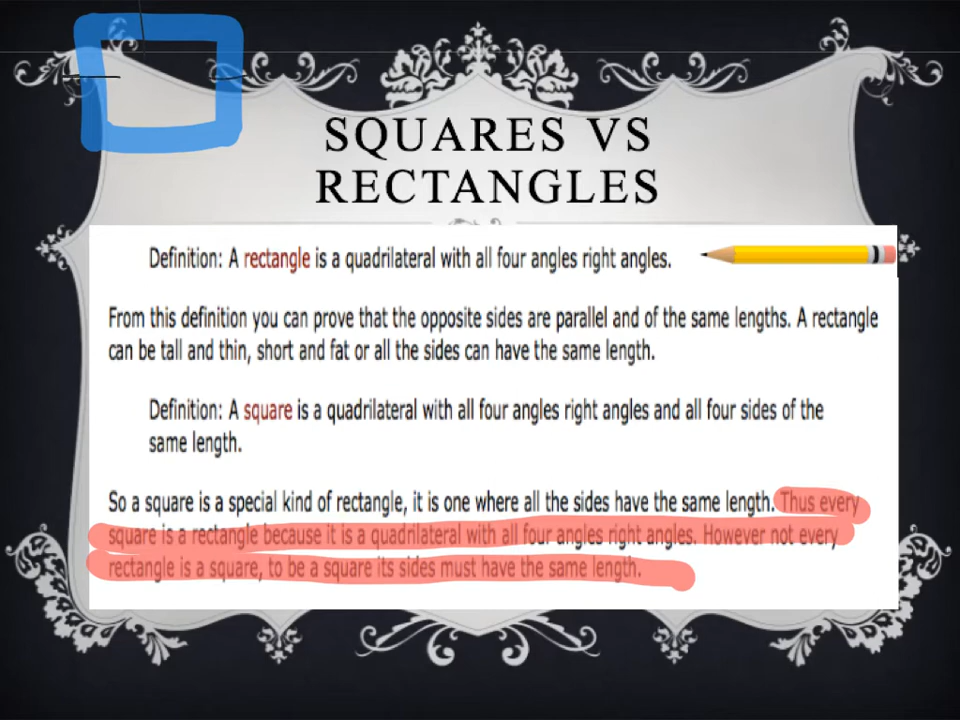 SQUARES VS
RECTANGLES
Definition: A rectangle is a quadrilateral with all four angles right angles.
From this definition you can prove that the opposite sides are parallel and of the same lengths. A rectangle
can be tall and thin, short and fat or all the sides can have the same length.
Definition: A square is a quadrilateral with all four angles right angles and all four sides of the
same length.
So a square is a special kind of rectangle, it is one where all the sides have the same length. Thus every
square is a rectangle because it is a quadrilateral with all four angles right angles. However not every
rectangle is a square, to be a square its sides must have the same length.